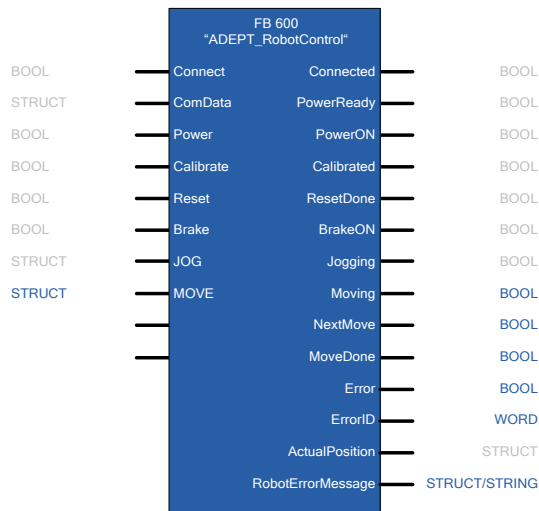 FB 600
“ADEPT_RobotControl“
BOOL Connect Connected BOOL
STRUCT ComData PowerReady BOOL
BOOL Power PowerON BOOL
BOOL Calibrate Calibrated BOOL
BOOL Reset ResetDone BOOL
BOOL Brake BrakeON BOOL
STRUCT JOG Jogging BOOL
STRUCT MOVE Moving BOOL
NextMove BOOL
MoveDone BOOL
Error BOOL
ErrorID WORD
ActualPosition STRUCT
RobotErrorMessage STRUCT/STRING